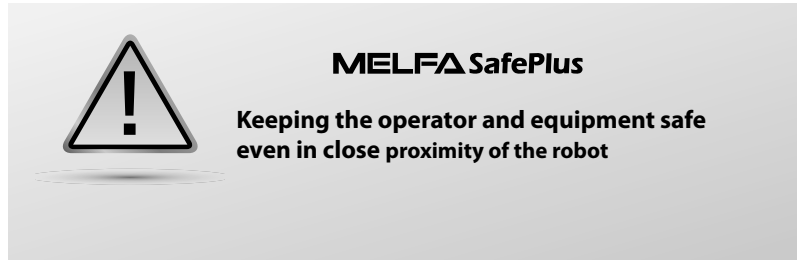 !
MELFA SafePlus
Keeping the operator and equipment safe
even in close proximity of the robot